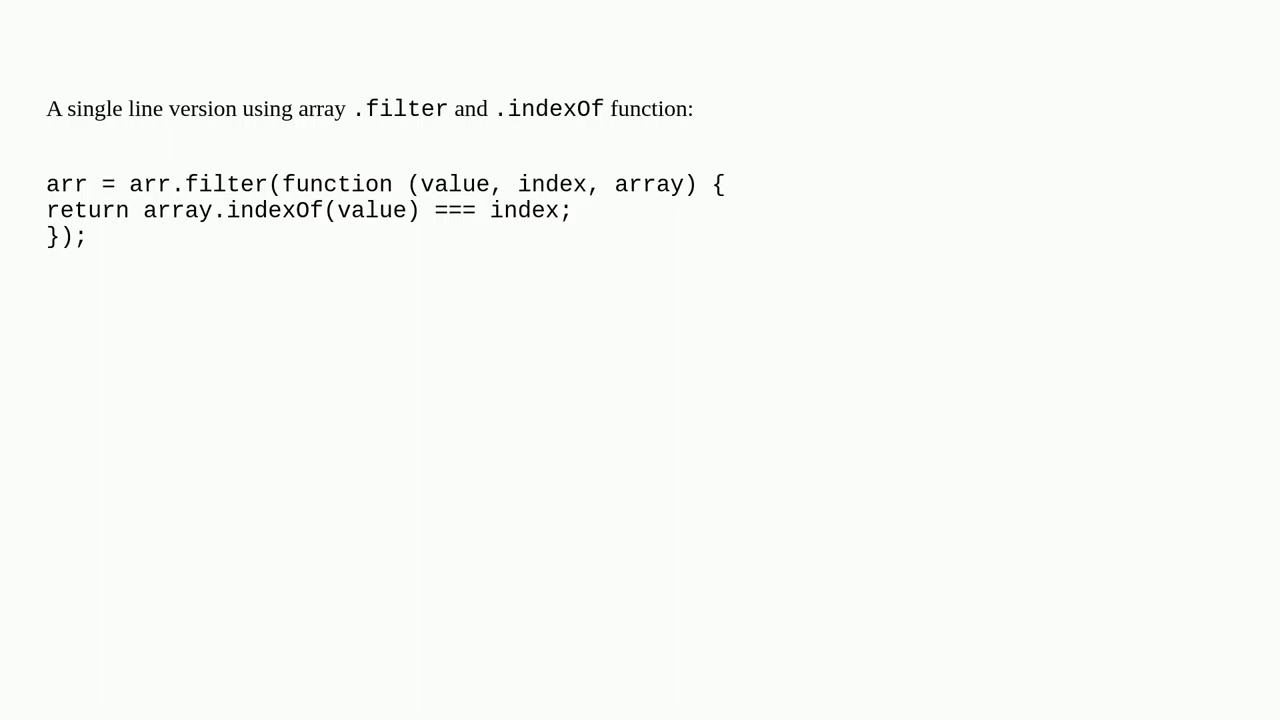 A single line version using array .filter and .indexOf function:
arr = arr.filter(function (value, index, array) {
return array.indexOf(value) === index;
});